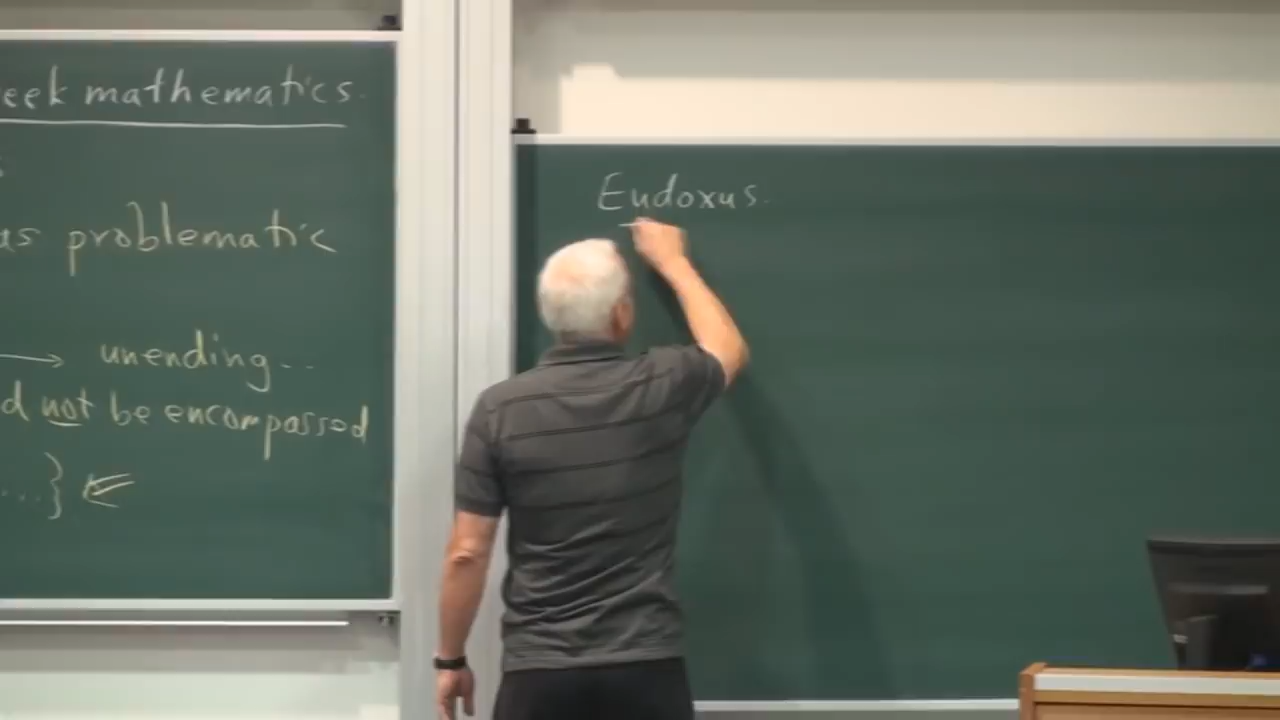 eek mathematics.
as problematic
→ unending...
d not be encompassed
...}
Eudoxus.